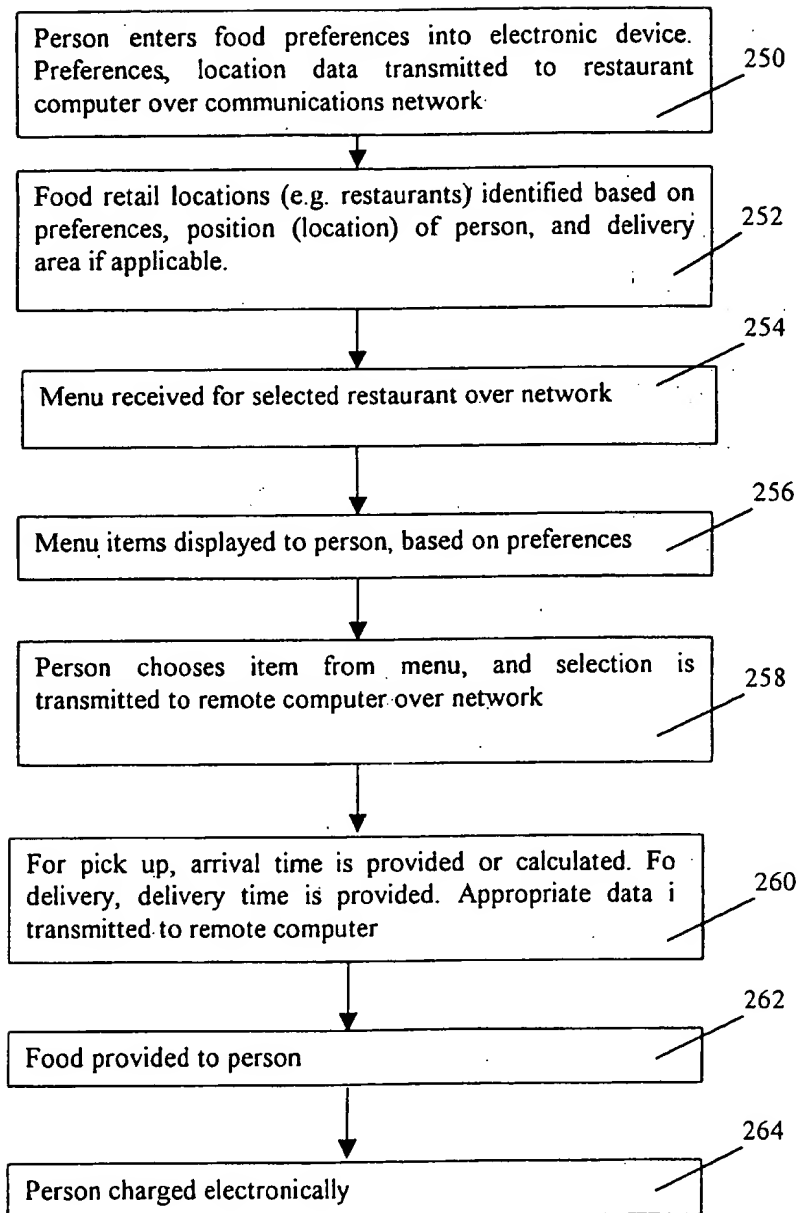 Person enters food preferences into electronic device.
Preferences, location data transmitted to restaurant
computer over communications network
250
Food retail locations (e.g. restaurants) identified based on
preferences, position (location) of person, and delivery
area if applicable.
252
254
Menu received for selected restaurant over network
256
Menu items displayed to person, based on preferences
Person chooses item from menu, and selection is
transmitted to remote computer over network
258
For pick up, arrival time is provided or calculated. Fo
delivery, delivery time is provided. Appropriate data i
transmitted to remote computer
260
262
Food provided to person
264
Person charged electronically